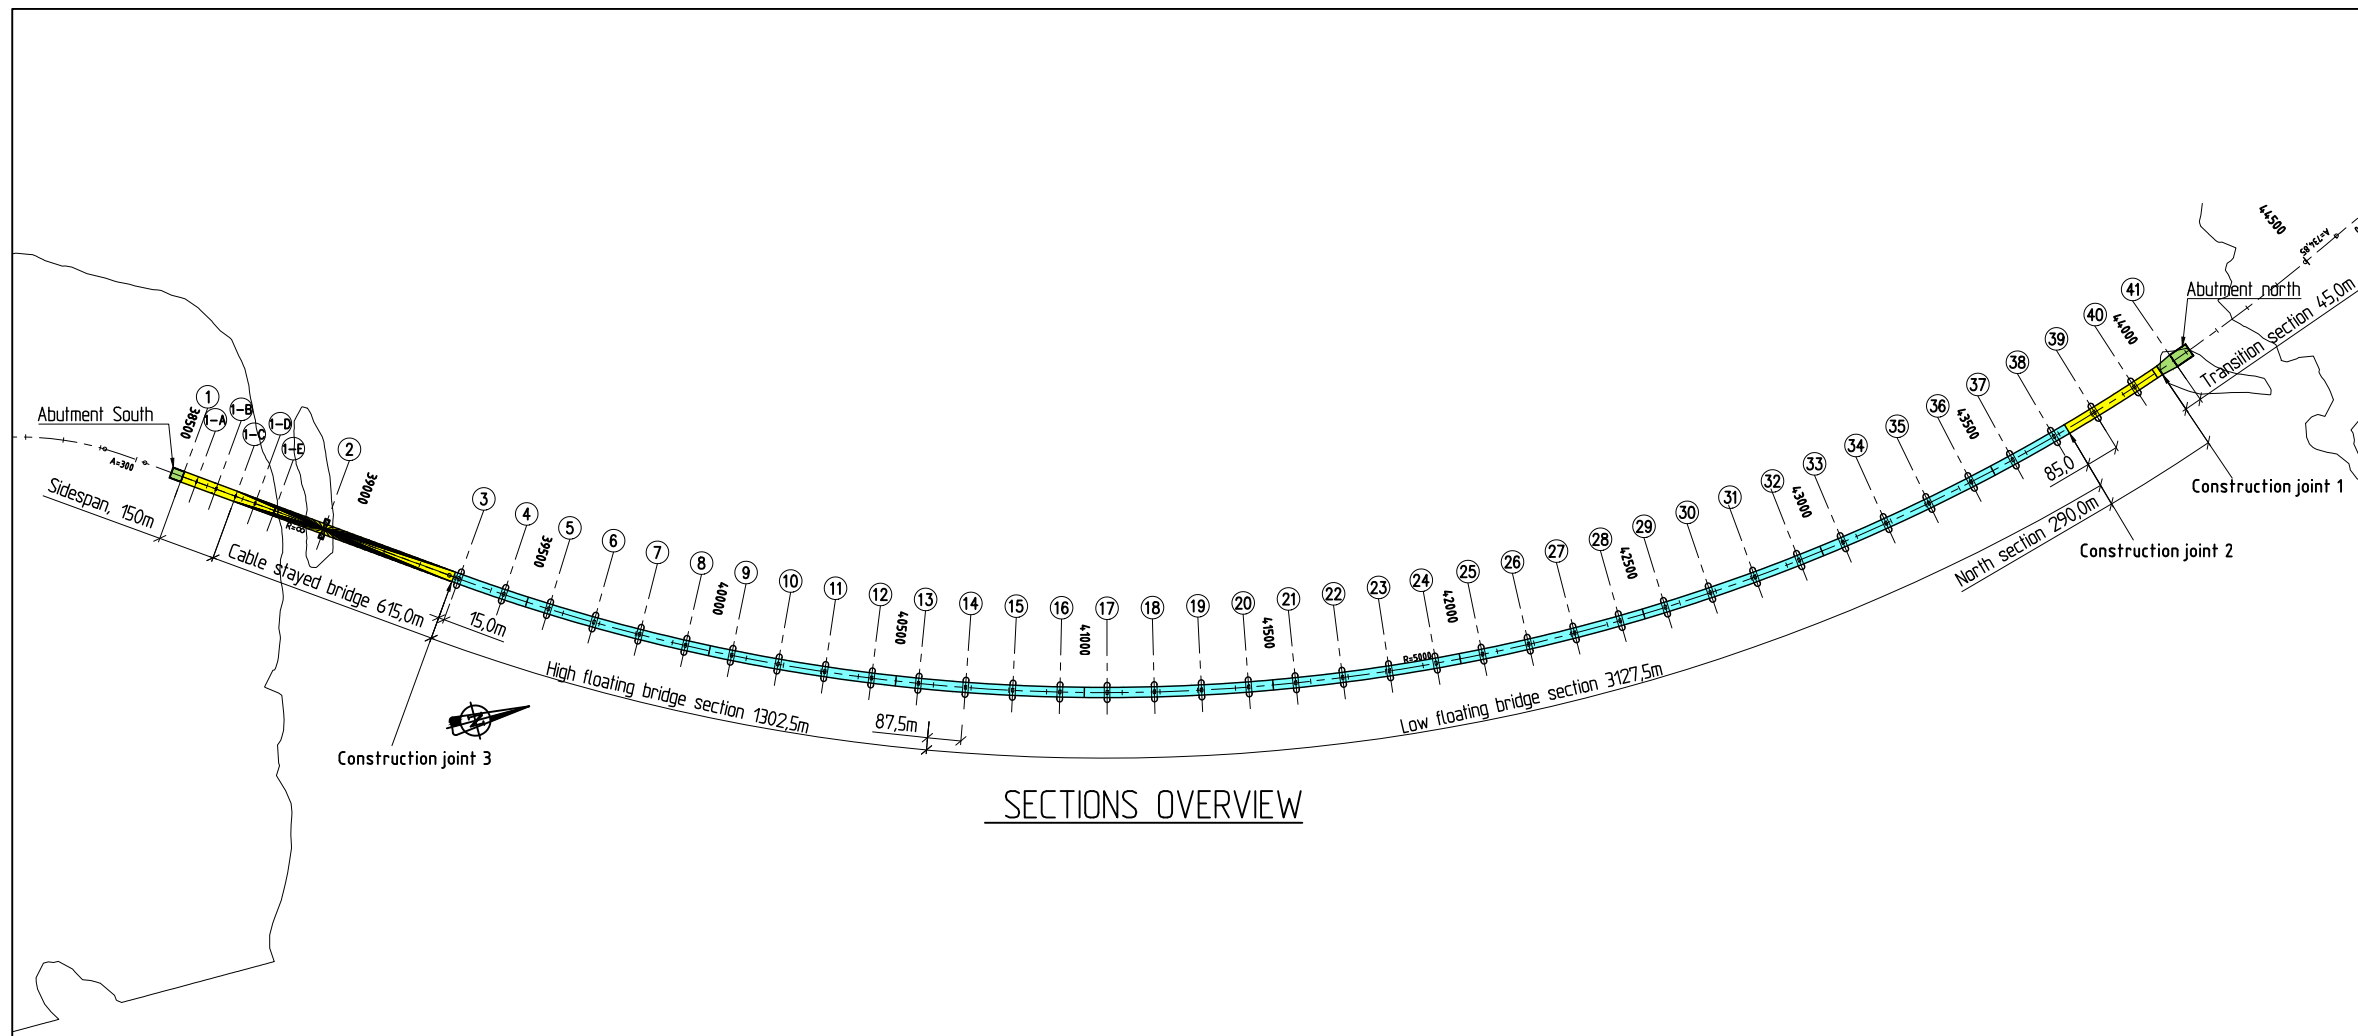 Abutment South
38500
1
1-A
1-B
1-C
1-D
1-E
2
39000
3
4
39500
5
6
7
8
40000
9
10
11
12
40500
13
14
15
16
41000
17
18
19
20
41500
21
22
23
24
42000
25
26
27
28
42500
29
30
31
32
43000
33
34
35
36
43500
37
38
39
40
44000
41
Abutment north
44500
A=734,85
A=300
R=∞
R=5000
Sidespan, 150m
Cable stayed bridge 615,0m
15,0m
High floating bridge section 1302,5m
87,5m
Low floating bridge section 3127,5m
North section 290,0m
85,0
Transition section 45,0m
Construction joint 1
Construction joint 2
Construction joint 3
N
SECTIONS OVERVIEW